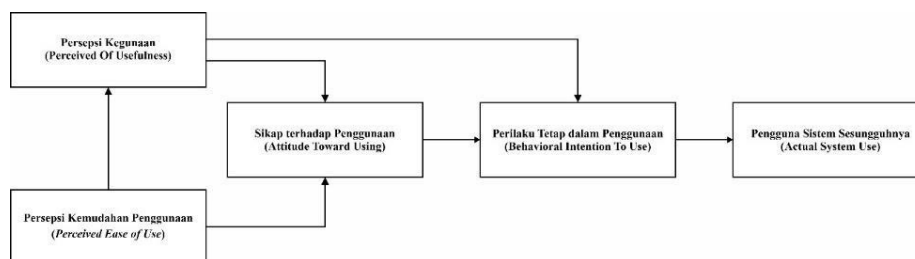 Persepsi Kegunaan
(Perceived Of Usefulness)
Sikap terhadap Penggunaan
(Attitude Toward Using)
Perilaku Tetap dalam Penggunaan
(Behavioral Intention To Use)
Pengguna Sistem Sesungguhnya
(Actual System Use)
Persepsi Kemudahan Penggunaan
(Perceived Ease of Use)